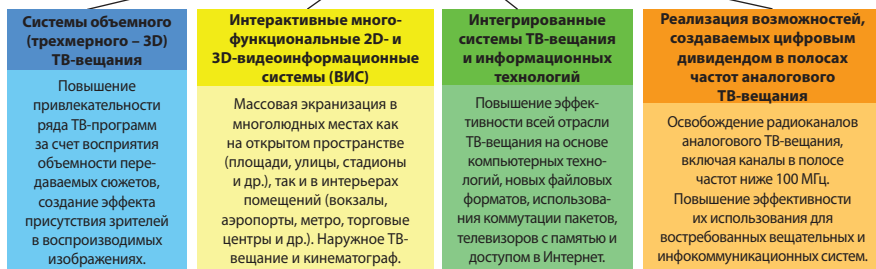 Системы объемного
(трехмерного – 3D)
ТВ-вещания
Повышение
привлекательности
ряда ТВ-программ
за счет восприятия
объемности пере-
даваемых сюжетов,
создание эффекта
присутствия зрителей
в воспроизводимых
изображениях.
Интерактивные много-
функциональные 2D- и
3D-видеоинформационные
системы (ВИС)
Массовая экранизация в
многолюдных местах как
на открытом пространстве
(площади, улицы, стадионы
и др.), так и в интерьерах
помещений (вокзалы,
аэропорты, метро, торговые
центры и др.). Наружное ТВ-
вещание и кинематограф.
Интегрированные
системы ТВ-вещания
и информационных
технологий
Повышение эффек-
тивности всей отрасли
ТВ-вещания на основе
компьютерных техно-
логий, новых файловых
форматов, использова-
ния коммутации пакетов,
телевизоров с памятью и
доступом в Интернет.
Реализация возможностей,
создаваемых цифровым
дивидендом в полосах
частот аналогового
ТВ-вещания
Освобождение радиоканалов
аналогового ТВ-вещания,
включая каналы в полосе
частот ниже 100 МГц.
Повышение эффективности
их использования для
востребованных вещательных и
инфокоммуникационных систем.